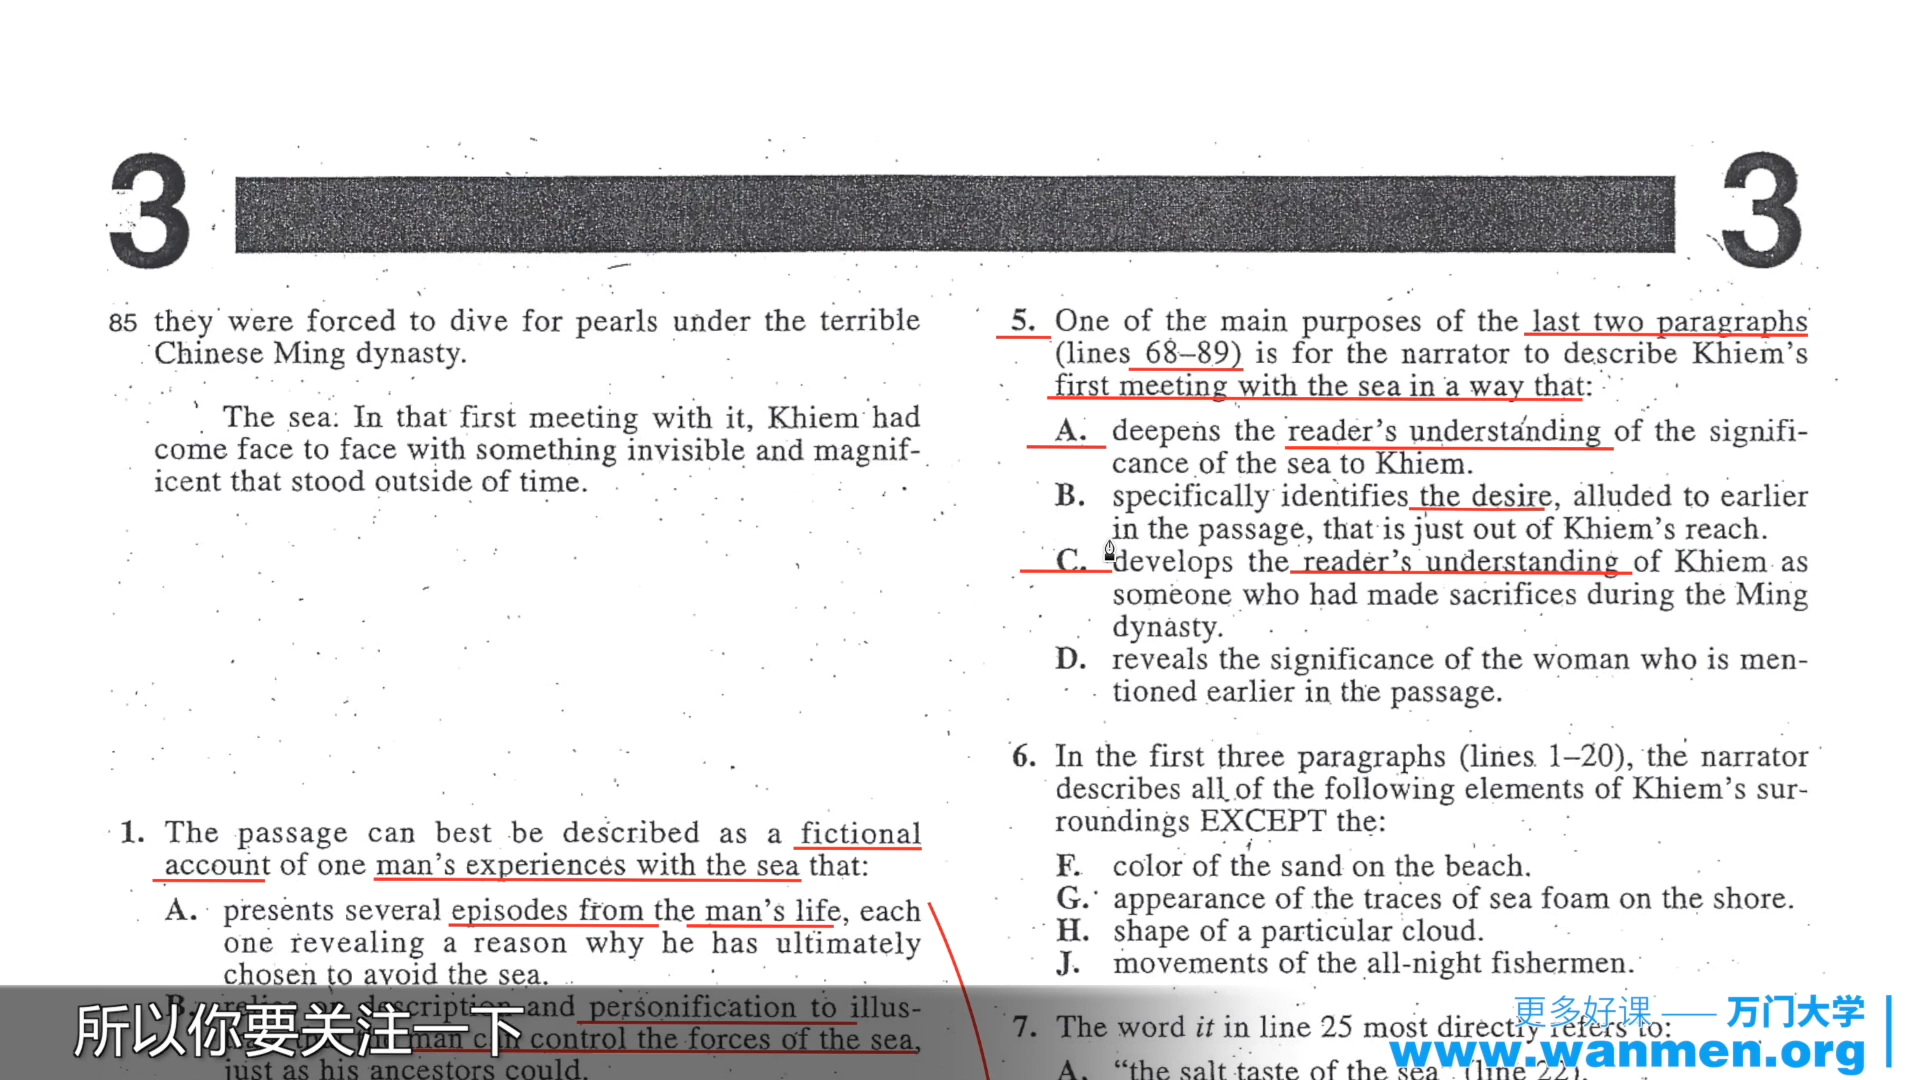 3 3
85 they were forced to dive for pearls under the terrible
Chinese Ming dynasty.
The sea. In that first meeting with it, Khiem had
come face to face with something invisible and magnif-
icent that stood outside of time.
1. The passage can best be described as a fictional
account of one man's experiences with the sea that:
A. presents several episodes from the man's life, each
one revealing a reason why he has ultimately
chosen to avoid the sea.
B. description and personification to illus-
man can control the forces of the sea,
just as his ancestors could.
5. One of the main purposes of the last two paragraphs
(lines 68–89) is for the narrator to describe Khiem's
first meeting with the sea in a way that:
A. deepens the reader's understanding of the signifi-
cance of the sea to Khiem.
B. specifically identifies the desire, alluded to earlier
in the passage, that is just out of Khiem's reach.
C. develops the reader's understanding of Khiem as
someone who had made sacrifices during the Ming
dynasty.
D. reveals the significance of the woman who is men-
tioned earlier in the passage.
6. In the first three paragraphs (lines 1–20), the narrator
describes all of the following elements of Khiem's sur-
roundings EXCEPT the:
F. color of the sand on the beach.
G. appearance of the traces of sea foam on the shore.
H. shape of a particular cloud.
J. movements of the all-night fishermen.
7. The word it in line 25 most directly refers to:
A. "the salt taste of the sea" (line 22).
所以你要关注一下
更多好课 —— 万门大学
www.wanmen.org